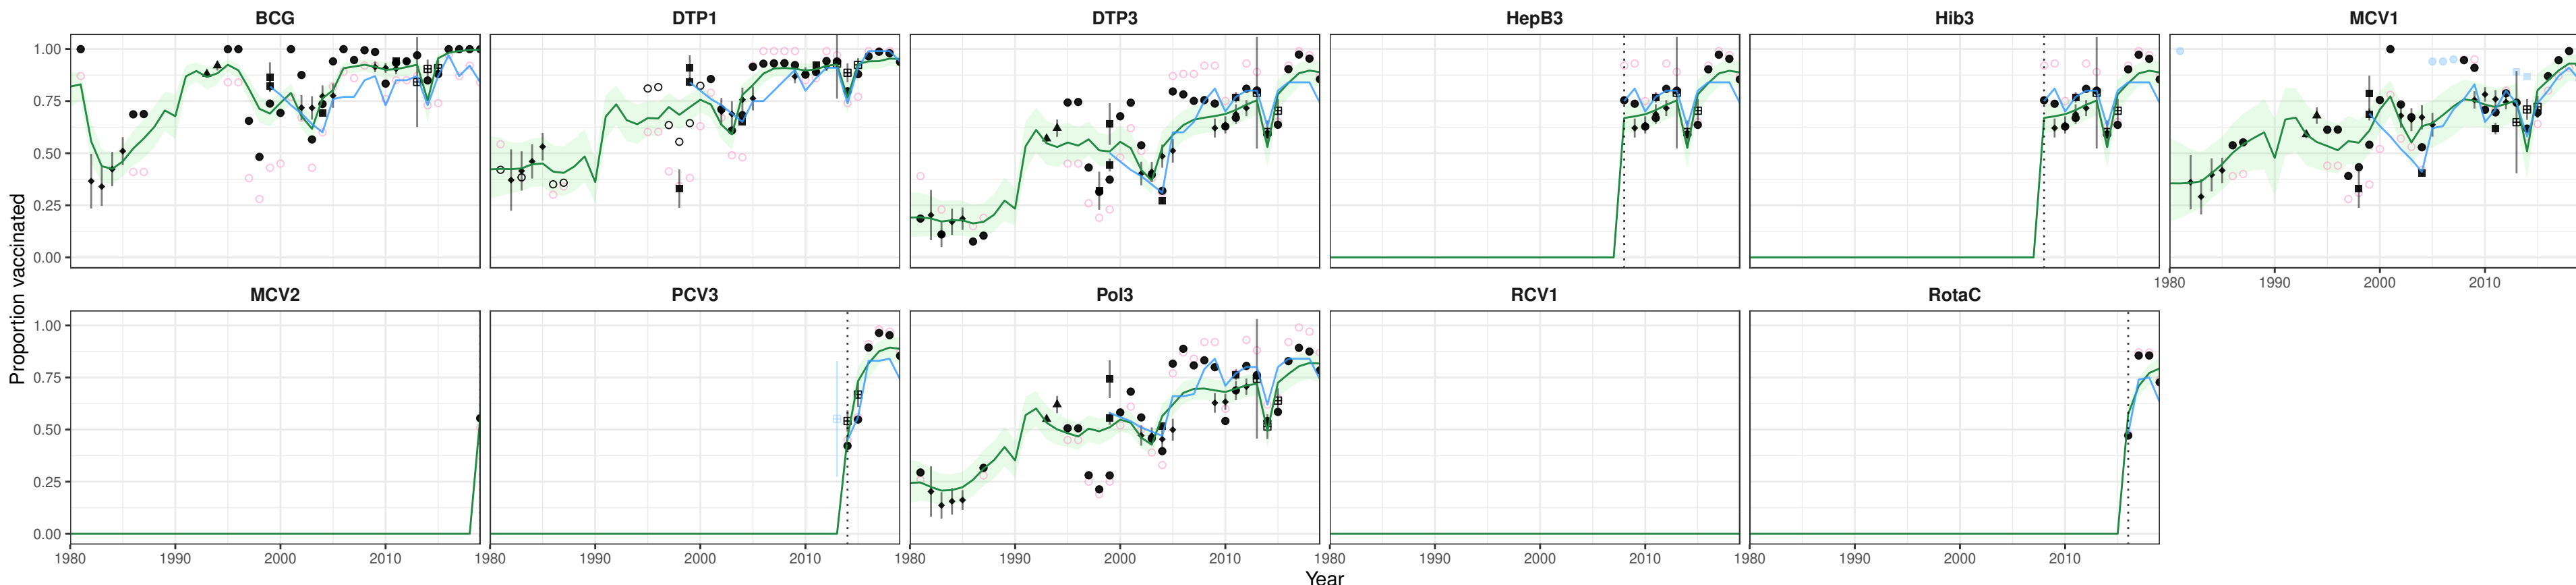 BCG DTP1 DTP3 HepB3 Hib3 MCV1
1.00
0.75
0.50
0.25
0.00
1980 1990 2000 2010
MCV2 PCV3 Pol3 RCV1 RotaC
1.00
0.75
0.50
0.25
0.00
1980 1990 2000 2010 1980 1990 2000 2010 1980 1990 2000 2010 1980 1990 2000 2010 1980 1990 2000 2010
Proportion vaccinated
Year